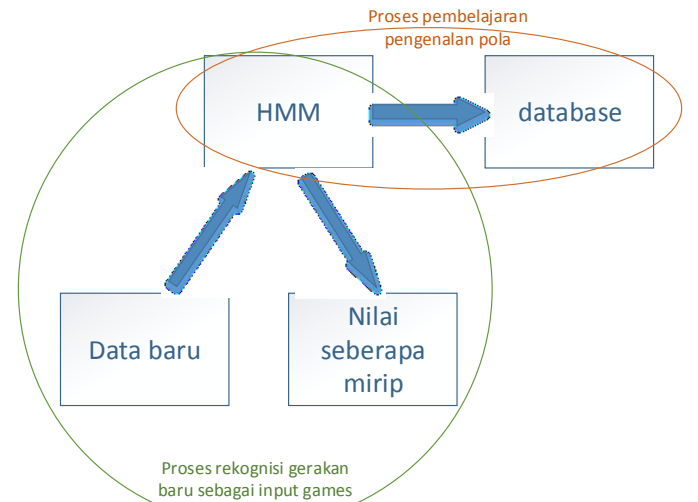 Proses pembelajaran
pengenalan pola
HMM
database
Data baru
Nilai
seberapa
mirip
Proses rekognisi gerakan
baru sebagai input games